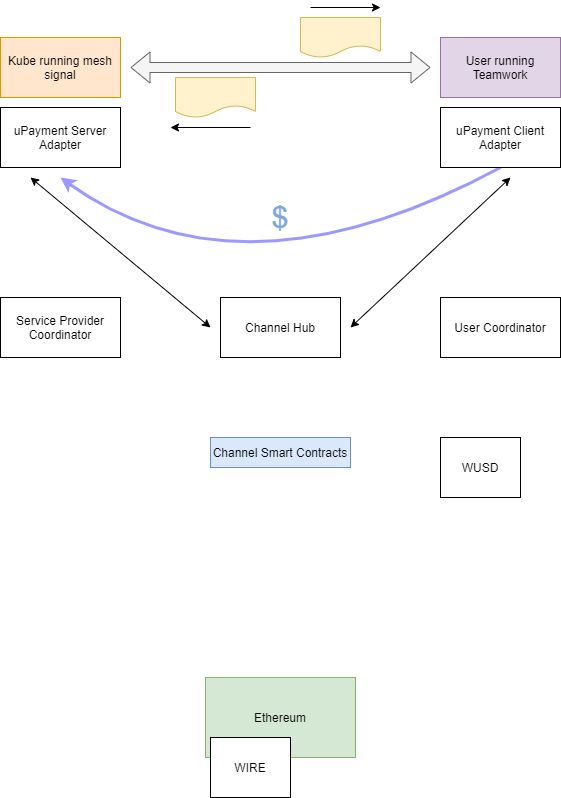 Kube running mesh
signal
User running
Teamwork
uPayment Server
Adapter
uPayment Client
Adapter
$
Service Provider
Coordinator
Channel Hub
User Coordinator
Channel Smart Contracts
WUSD
Ethereum
WIRE